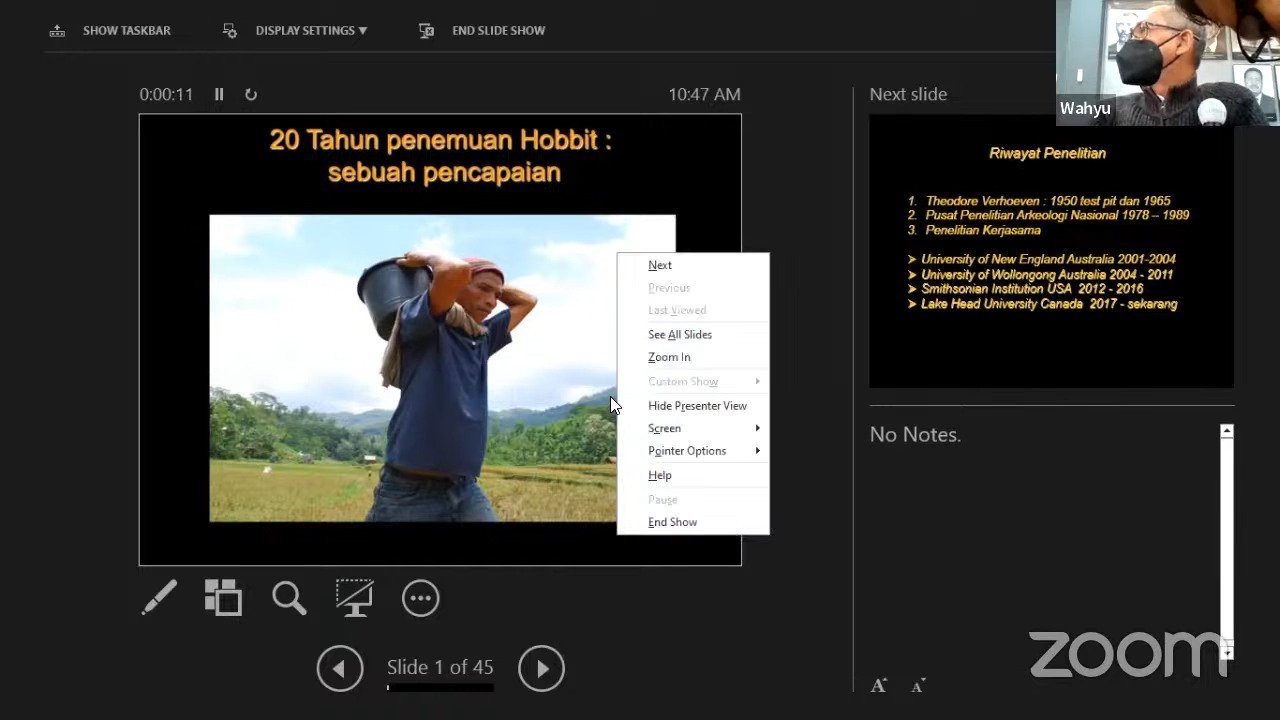 SHOW TASKBAR
DISPLAY SETTINGS
END SLIDE SHOW
0:00:11
10:47 AM
20 Tahun penemuan Hobbit :
sebuah pencapaian
Next
Previous
Last Viewed
See All Slides
Zoom In
Custom Show
Hide Presenter View
Screen
Pointer Options
Help
Pause
End Show
Slide 1 of 45
Next slide
Wahyu
Riwayat Penelitian
1. Theodore Verhoeven : 1950 test pit dan 1965
2. Pusat Penelitian Arkeologi Nasional 1978 – 1989
3. Penelitian Kerjasama
➢ University of New England Australia 2001-2004
➢ University of Wollongong Australia 2004 - 2011
➢ Smithsonian Institution USA 2012 - 2016
➢ Lake Head University Canada 2017 - sekarang
No Notes.
A A
zoom